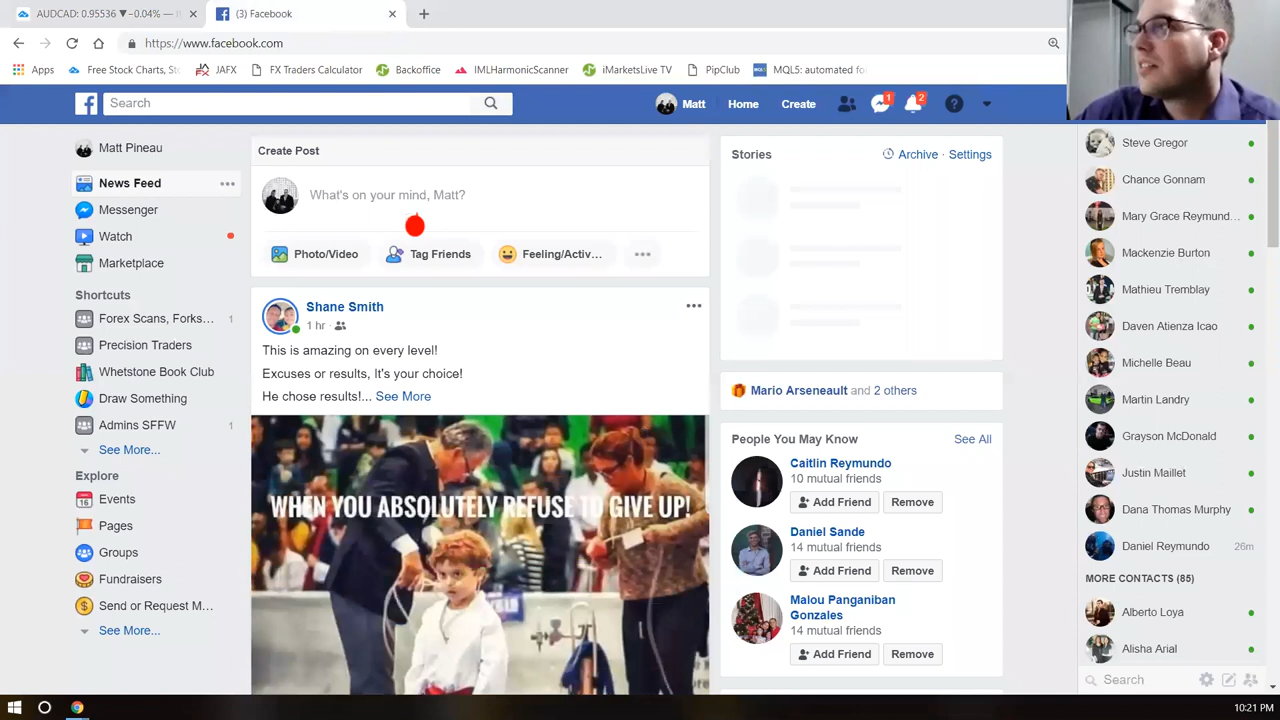 AUDCAD: 0.95536 ▼−0.04% —
(3) Facebook
https://www.facebook.com
Apps
Free Stock Charts, St
JAFX
FX Traders Calculator
Backoffice
IMLHarmonicScanner
iMarketsLive TV
PipClub
MQL5: automated fo
Search
Matt
Home
Create
1
2
Matt Pineau
News Feed
Messenger
Watch
Marketplace
Shortcuts
Forex Scans, Forks... 1
Precision Traders
Whetstone Book Club
Draw Something
Admins SFFW 1
See More...
Explore
Events
Pages
Groups
Fundraisers
Send or Request M...
See More...
Create Post
What's on your mind, Matt?
Photo/Video
Tag Friends
Feeling/Activ...
Shane Smith
1 hr ·
This is amazing on every level!
Excuses or results, It's your choice!
He chose results!... See More
WHEN YOU ABSOLUTELY REFUSE TO GIVE UP!
Stories
Archive · Settings
Mario Arseneault and 2 others
People You May Know
See All
Caitlin Reymundo
10 mutual friends
Add Friend
Remove
Daniel Sande
14 mutual friends
Add Friend
Remove
Malou Panganiban
Gonzales
14 mutual friends
Add Friend
Remove
Steve Gregor
Chance Gonnam
Mary Grace Reymund...
Mackenzie Burton
Mathieu Tremblay
Daven Atienza Icao
Michelle Beau
Martin Landry
Grayson McDonald
Justin Maillet
Dana Thomas Murphy
Daniel Reymundo 26m
MORE CONTACTS (85)
Alberto Loya
Alisha Arial
Search
10:21 PM